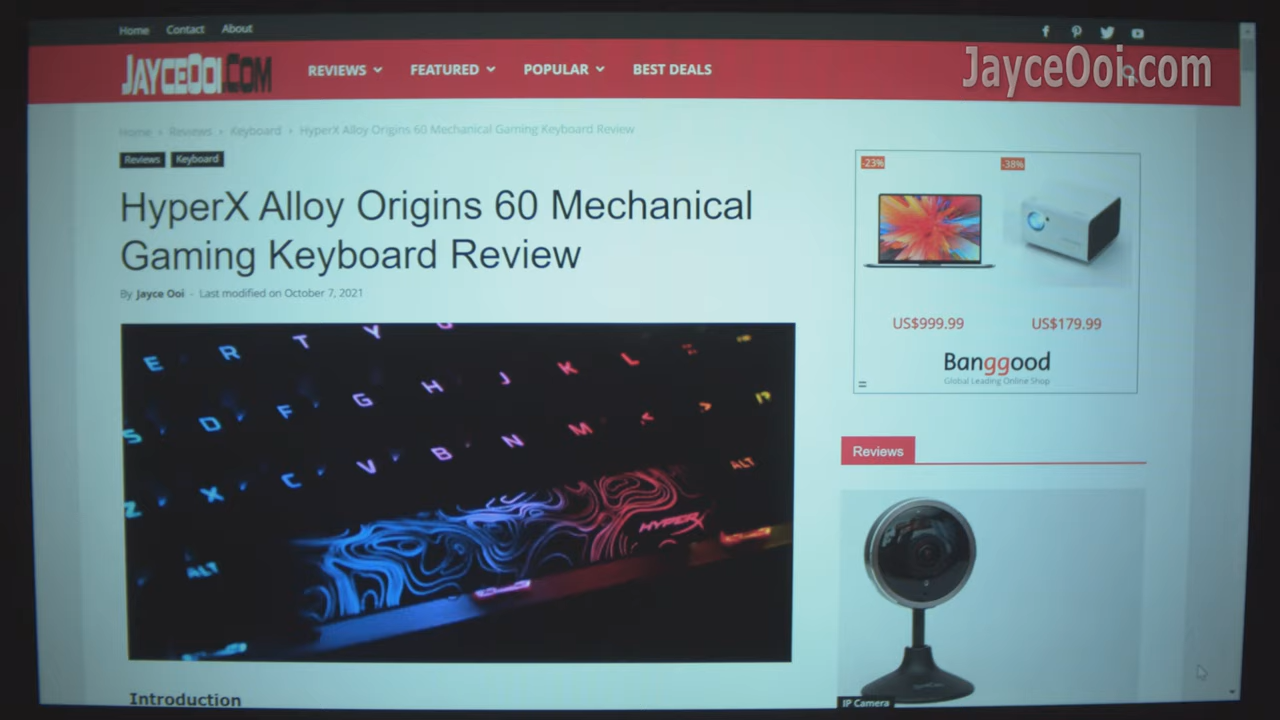 Home Contact About
JAYCEOOI.COM REVIEWS FEATURED POPULAR BEST DEALS
JayceOoi.com
Home › Reviews › Keyboard › HyperX Alloy Origins 60 Mechanical Gaming Keyboard Review
Reviews Keyboard
HyperX Alloy Origins 60 Mechanical
Gaming Keyboard Review
By Jayce Ooi - Last modified on October 7, 2021
E R T Y
S D F G H J K L
Z X C V B N M < > ALT
ALT
HYPERX
Introduction
-23% -38%
US$999.99 US$179.99
Banggood
Global Leading Online Shop
Reviews
IP Camera